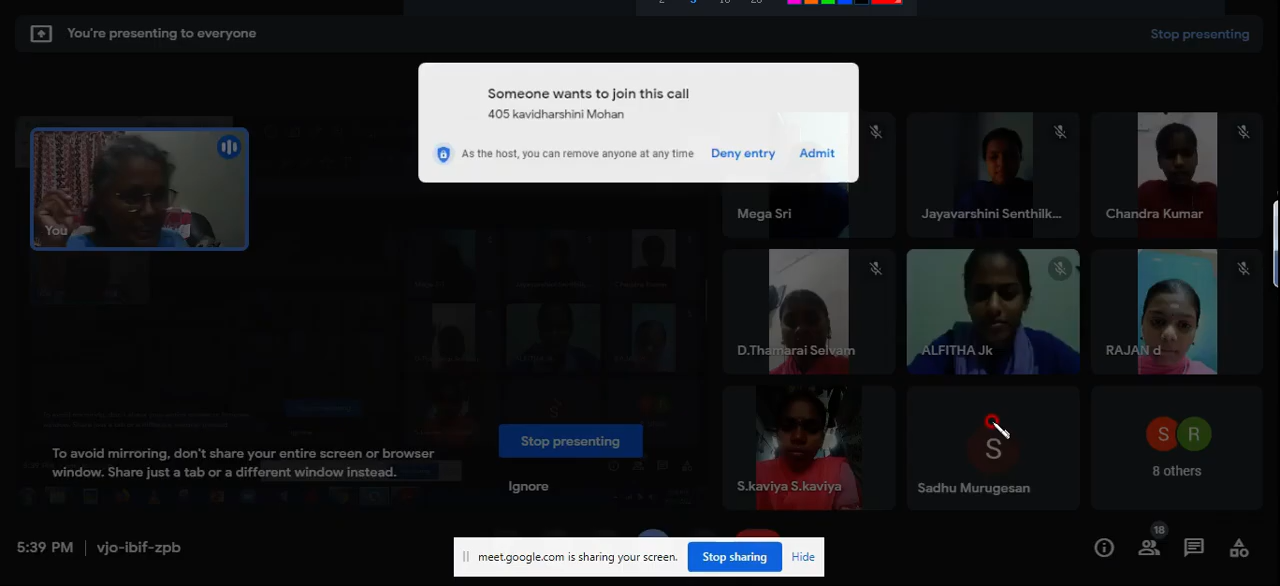 2 5 10 20
You're presenting to everyone
Stop presenting
Someone wants to join this call
405 kavidharshini Mohan
As the host, you can remove anyone at any time
Deny entry
Admit
You
Mega Sri
Jayavarshini Senthilk...
Chandra Kumar
D.Thamarai Selvam
ALFITHA Jk
RAJAN d
To avoid mirroring, don't share your entire screen or browser
window. Share just a tab or a different window instead.
Stop presenting
Ignore
S.kaviya S.kaviya
S
Sadhu Murugesan
S R
8 others
5:39 PM | vjo-ibif-zpb
18
meet.google.com is sharing your screen.
Stop sharing
Hide